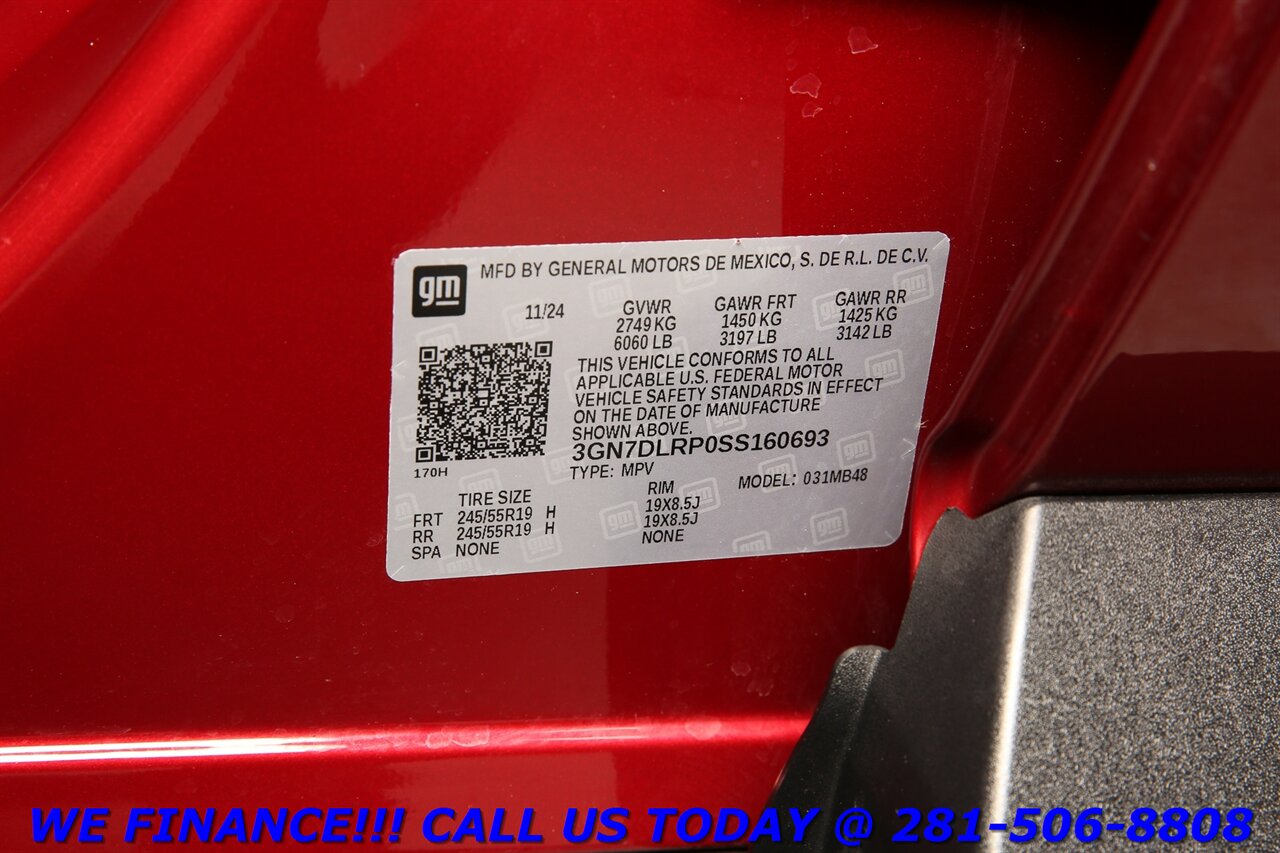 gm MFD BY GENERAL MOTORS DE MEXICO, S. DE R.L. DE C.V.
11/24 GVWR GAWR FRT GAWR RR
2749 KG 1450 KG 1425 KG
6060 LB 3197 LB 3142 LB
THIS VEHICLE CONFORMS TO ALL
APPLICABLE U.S. FEDERAL MOTOR
VEHICLE SAFETY STANDARDS IN EFFECT
ON THE DATE OF MANUFACTURE
SHOWN ABOVE.
3GN7DLRP0SS160693
170H TYPE: MPV MODEL: 031MB48
TIRE SIZE RIM
FRT 245/55R19 H 19X8.5J
RR 245/55R19 H 19X8.5J
SPA NONE NONE
WE FINANCE!!! CALL US TODAY @ 281-506-8808